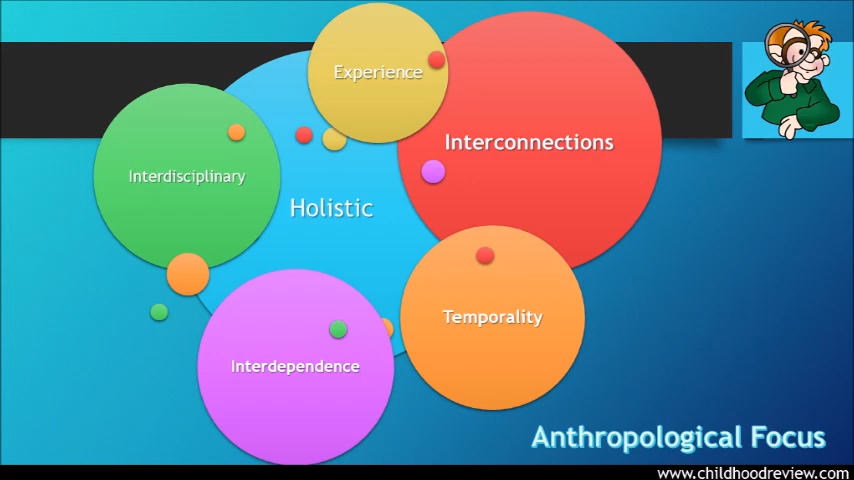 Experience
Interconnections
Interdisciplinary
Holistic
Temporality
Interdependence
Anthropological Focus
www.childhoodreview.com